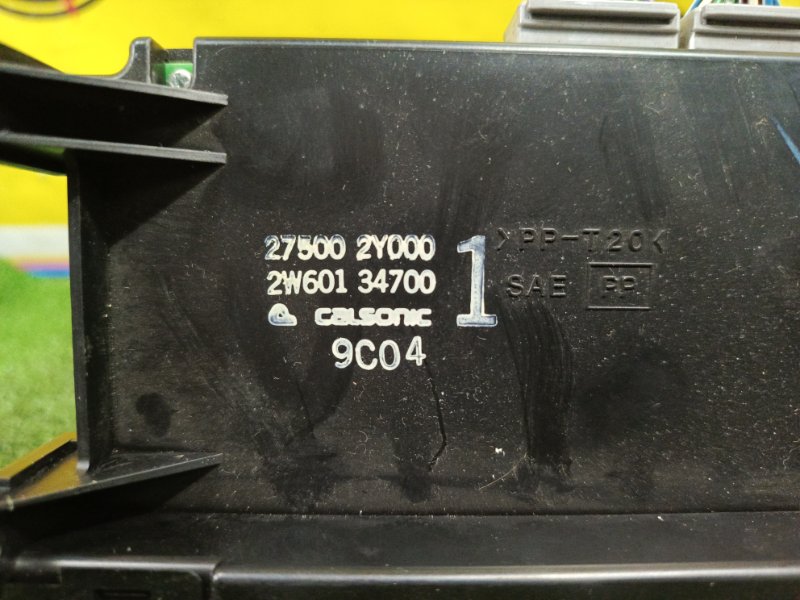 27500 2Y000
2W601 34700
calsonic
9C04
1
>PP-T20<
SAE PP